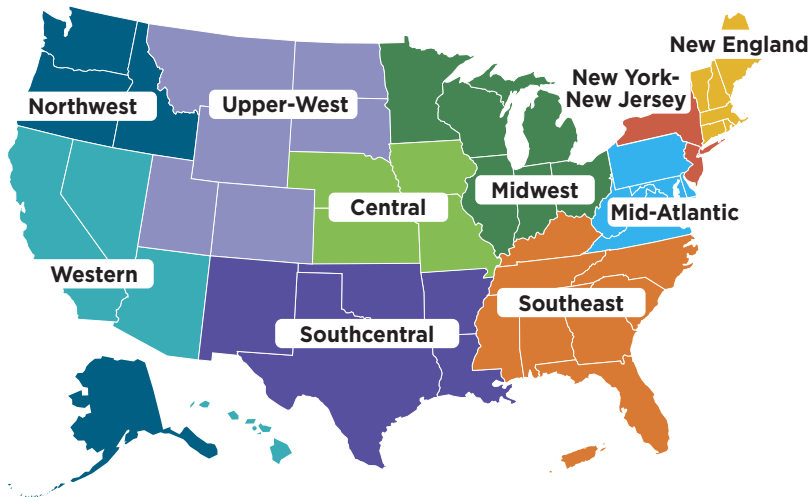 New England
New York-
New Jersey
Northwest
Upper-West
Midwest
Central
Mid-Atlantic
Western
Southeast
Southcentral